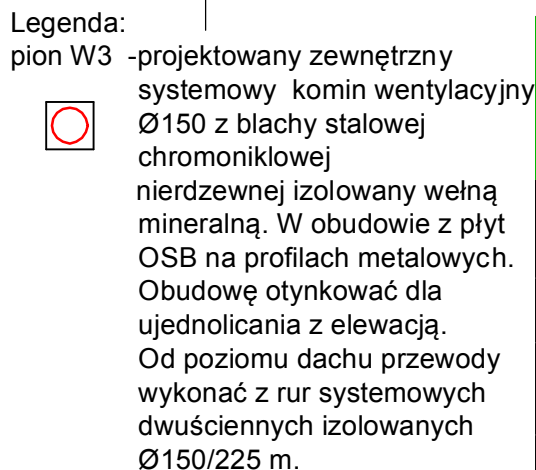 Legenda:
pion W3 -projektowany zewnętrzny
systemowy komin wentylacyjny
Ø150 z blachy stalowej
chromoniklowej
nierdzewnej izolowany wełną
mineralną. W obudowie z płyt
OSB na profilach metalowych.
Obudowę otynkować dla
ujednolicania z elewacją.
Od poziomu dachu przewody
wykonać z rur systemowych
dwuściennych izolowanych
Ø150/225 m.